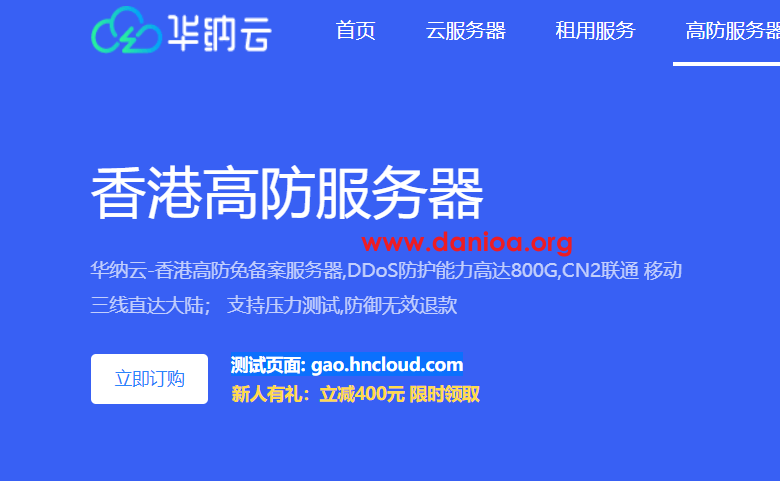 华纳云
首页 云服务器 租用服务 高防服务器
香港高防服务器
www.danioa.org
华纳云-香港高防免备案服务器,DDoS防护能力高达800G,CN2联通 移动
三线直达大陆； 支持压力测试,防御无效退款
立即订购
测试页面: gao.hncloud.com
新人有礼：立减400元 限时领取